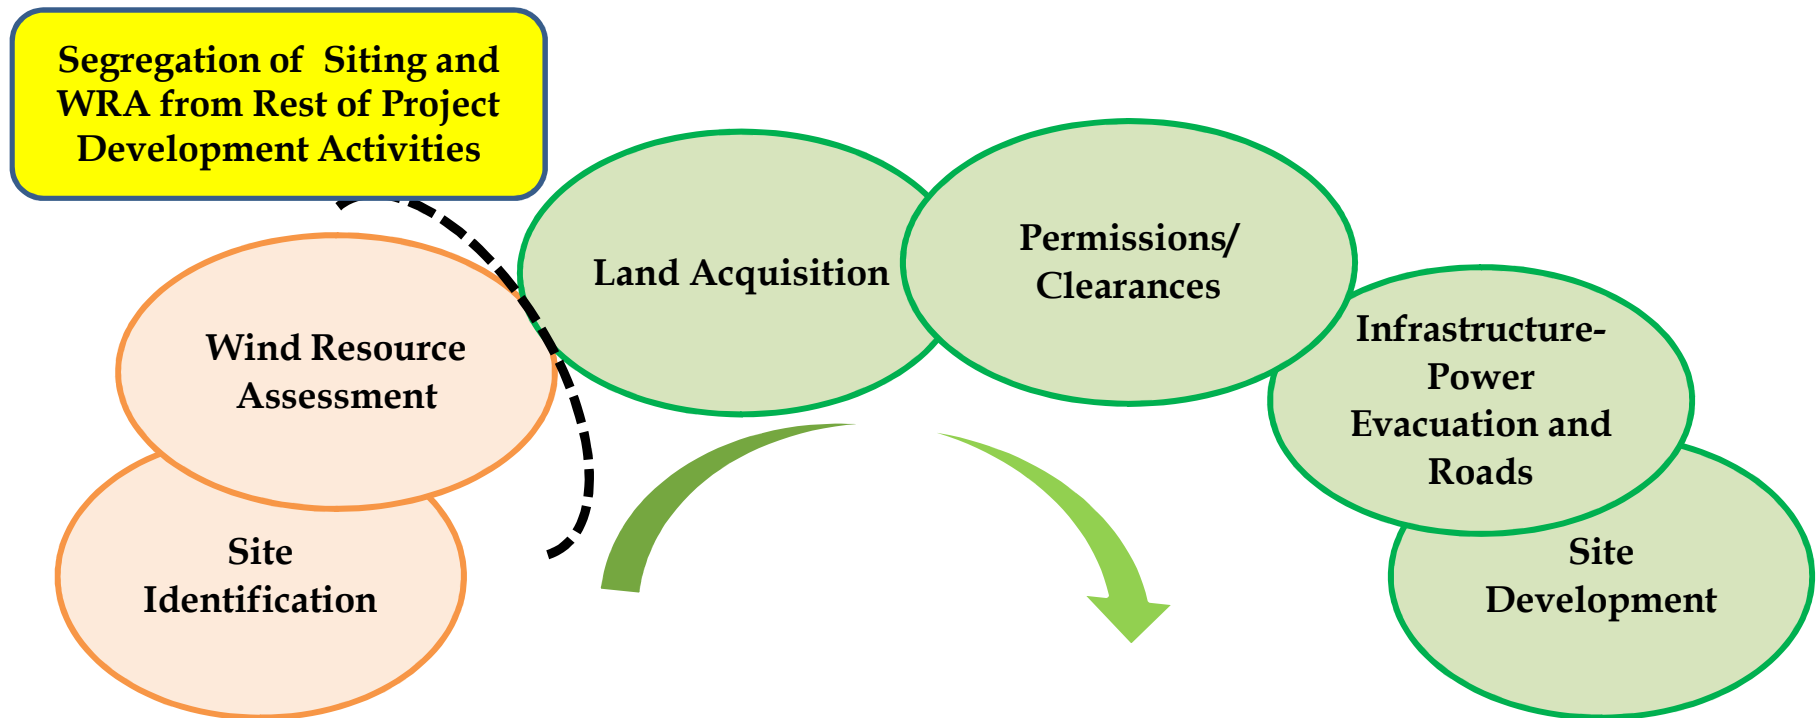 Segregation of Siting and
WRA from Rest of Project
Development Activities
Wind Resource
Assessment
Site
Identification
Land Acquisition
Permissions/
Clearances
Infrastructure-
Power
Evacuation and
Roads
Site
Development